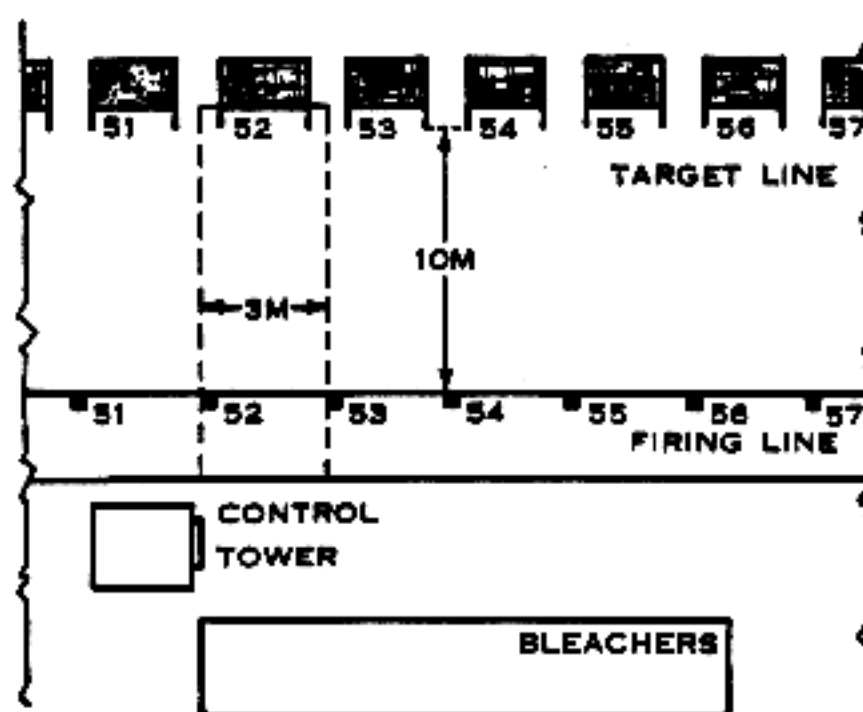 51 52 53 54 55 56 57
TARGET LINE
10M
3M
51 52 53 54 55 56 57
FIRING LINE
CONTROL
TOWER
BLEACHERS